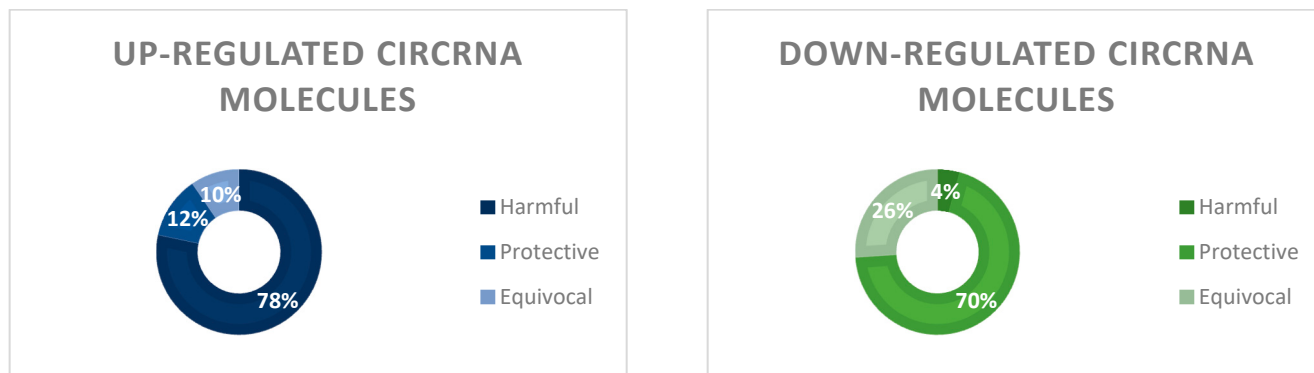 UP-REGULATED CIRCRNA
MOLECULES
10%
12%
78%
Harmful
Protective
Equivocal
DOWN-REGULATED CIRCRNA
MOLECULES
4%
26%
70%
Harmful
Protective
Equivocal